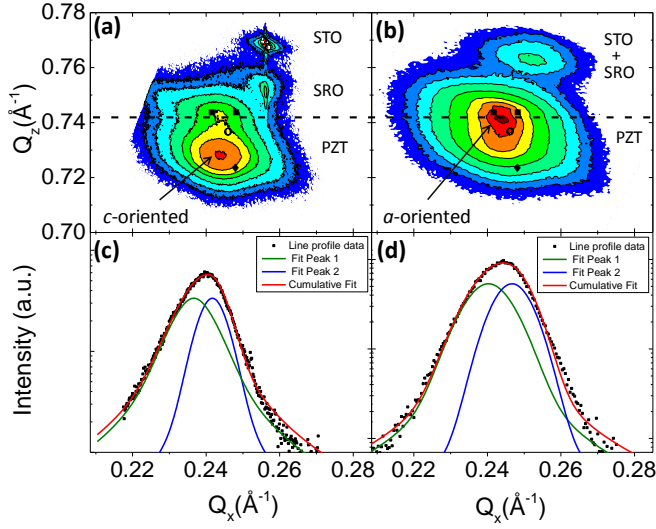 (a)
STO
SRO
PZT
c-oriented
(b)
STO
+
SRO
PZT
a-oriented
Q_z(Å⁻¹)
0.78
0.76
0.74
0.72
0.70
(c)
Line profile data
Fit Peak 1
Fit Peak 2
Cumulative Fit
(d)
Line profile data
Fit Peak 1
Fit Peak 2
Cumulative Fit
Intensity (a.u.)
0.22 0.24 0.26 0.28
0.22 0.24 0.26 0.28
Q_x(Å⁻¹)
Q_x(Å⁻¹)